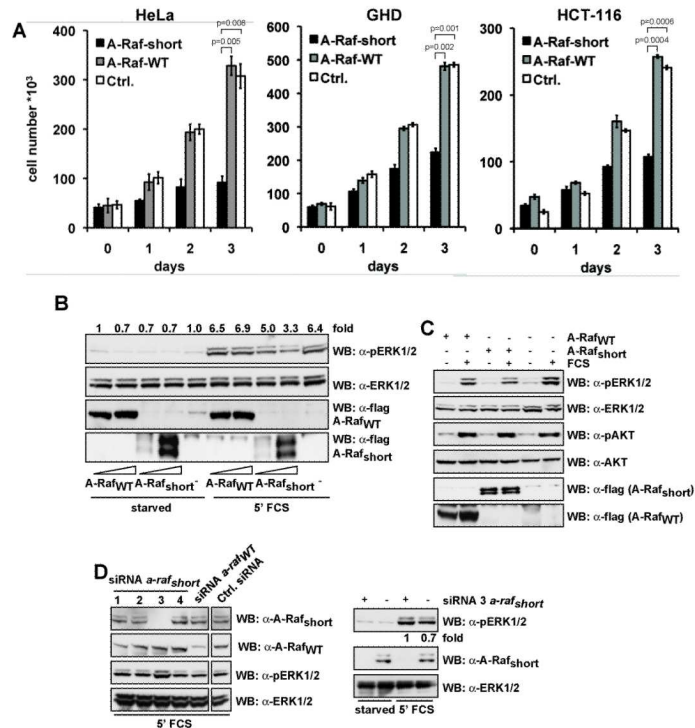 A
HeLa
GHD
HCT-116
cell number *10³
400
300
200
100
0
A-Raf-short
A-Raf-WT
Ctrl.
p=0.006
p=0.005
0 1 2 3
days
600
500
400
300
200
100
0
A-Raf-short
A-Raf-WT
Ctrl.
p=0.001
p=0.002
0 1 2 3
days
300
200
100
0
A-Raf-short
A-Raf-WT
Ctrl.
p=0.0006
p=0.0004
0 1 2 3
days
B
1 0.7 0.7 0.7 1.0 6.5 6.9 5.0 3.3 6.4 fold
WB: α-pERK1/2
WB: α-ERK1/2
WB: α-flag
A-RafWT
WB: α-flag
A-Rafshort
A-RafWT A-Rafshort - A-RafWT A-Rafshort -
starved 5' FCS
C
+ + - - - - A-RafWT
- - + + - - A-Rafshort
- + - + - + FCS
WB: α-pERK1/2
WB: α-ERK1/2
WB: α-pAKT
WB: α-AKT
WB: α-flag (A-Rafshort)
WB: α-flag (A-RafWT)
D
siRNA a-rafshort
siRNA a-rafWT
Ctrl. siRNA
1 2 3 4
WB: α-A-Rafshort
WB: α-A-RafWT
WB: α-pERK1/2
WB: α-ERK1/2
5' FCS
+ - + - siRNA 3 a-rafshort
WB: α-pERK1/2
1 0.7 fold
WB: α-A-Rafshort
WB: α-ERK1/2
starved 5' FCS